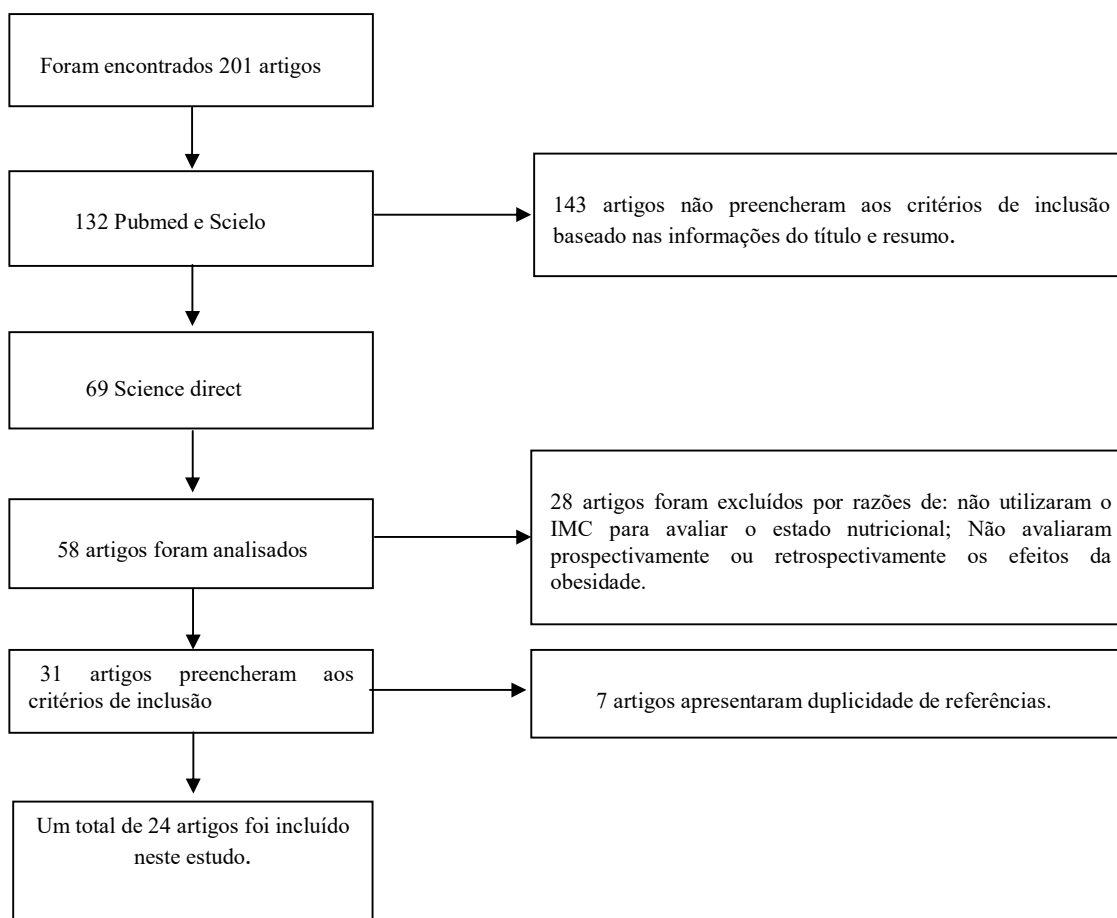 Foram encontrados 201 artigos
132 Pubmed e Scielo
143 artigos não preencheram aos critérios de inclusão
baseado nas informações do título e resumo.
69 Science direct
58 artigos foram analisados
28 artigos foram excluídos por razões de: não utilizaram o
IMC para avaliar o estado nutricional; Não avaliaram
prospectivamente ou retrospectivamente os efeitos da
obesidade.
31 artigos preencheram aos
critérios de inclusão
7 artigos apresentaram duplicidade de referências.
Um total de 24 artigos foi incluído
neste estudo.